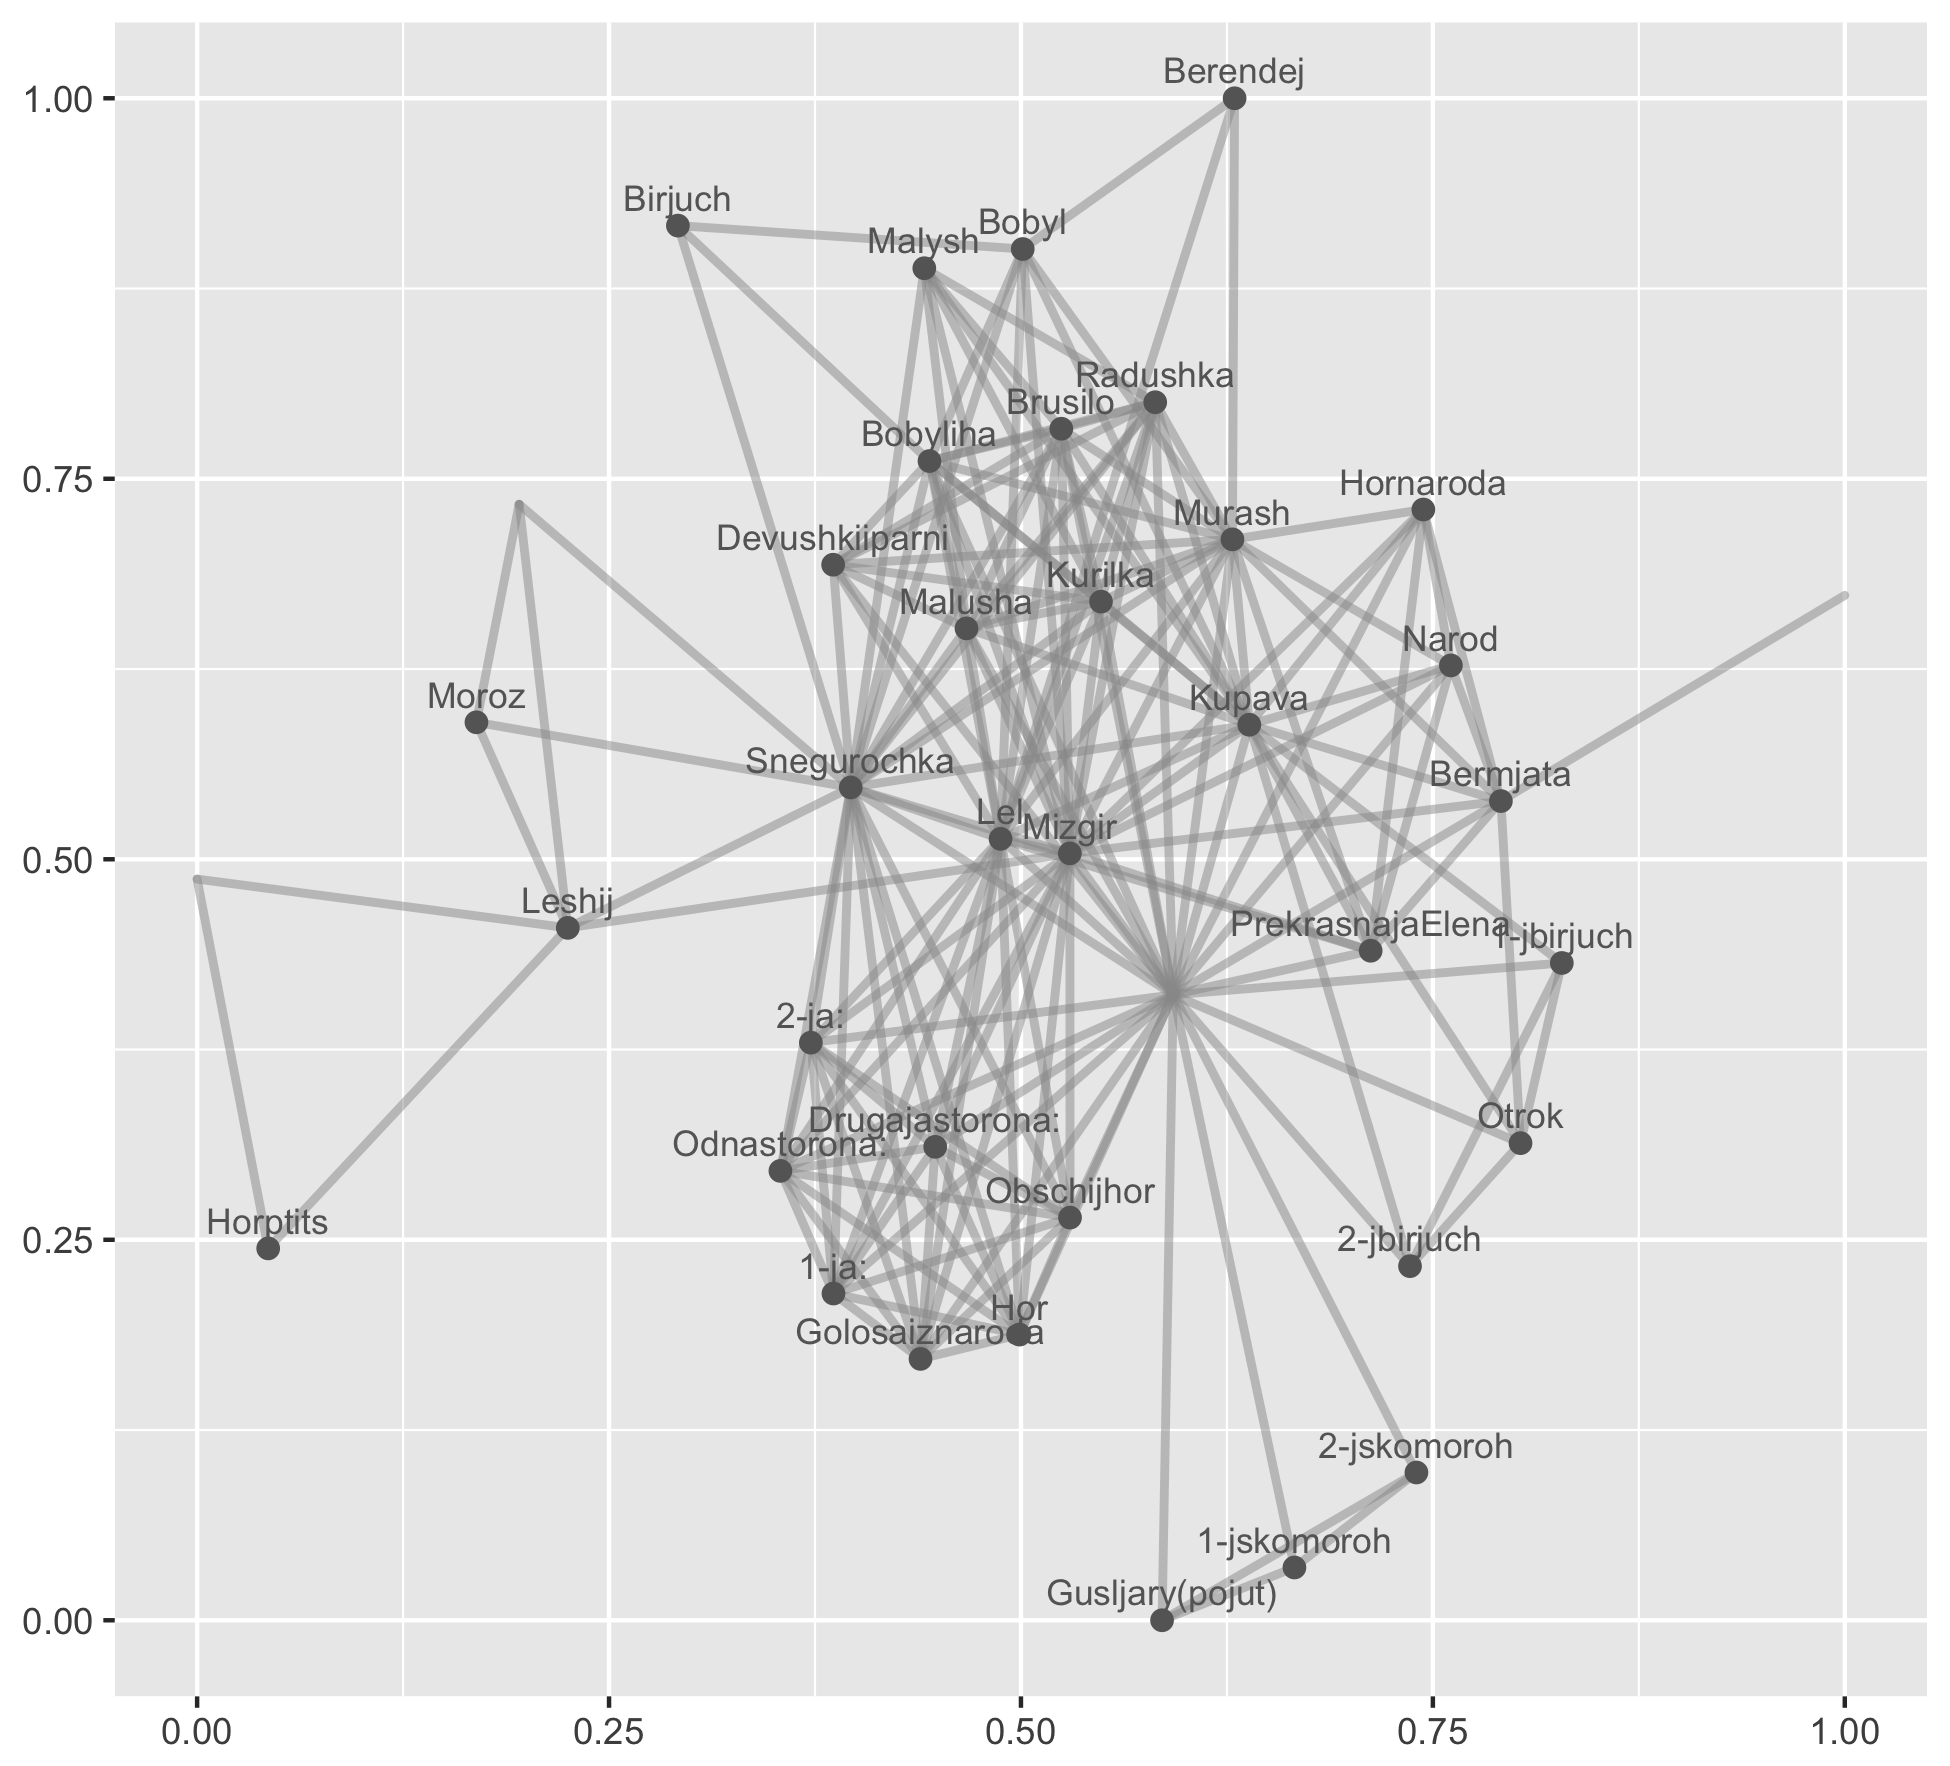 Berendej
1.00
Birjuch
Bobyl
Malysh
Radushka
Brusilo
Bobyliha
0.75
Hornaroda
Murash
Devushkiiparni
Kurilka
Malusha
Narod
Moroz
Kupava
Snegurochka
Bermjata
Lel
Mizgir
0.50
Leshij
PrekrasnajaElena
1-jbirjuch
2-ja:
Otrok
Drugajastorona:
Odnastorona:
Obschijhor
Horptits
0.25
2-jbirjuch
1-ja:
Hor
Golosaiznaroda
2-jskomoroh
1-jskomoroh
Gusljary(pojut)
0.00
0.00 0.25 0.50 0.75 1.00